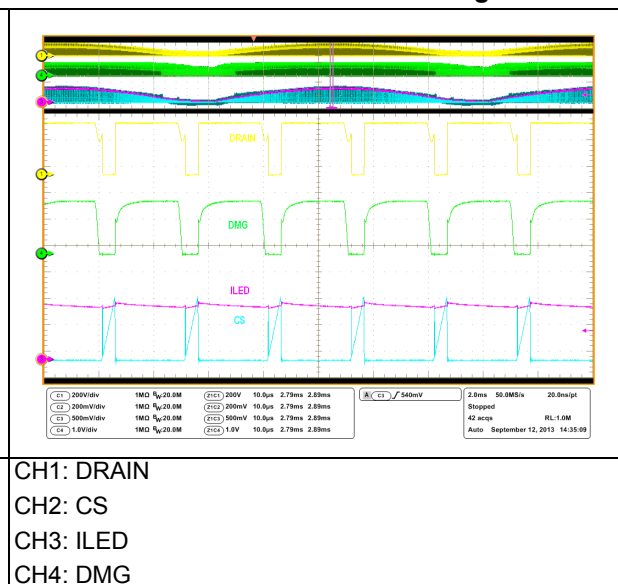 DRAIN
DMG
ILED
CS
C1 200V/div 1MΩ BW:20.0M Z1C1 200V 10.0µs 2.79ms 2.89ms
C2 200mV/div 1MΩ BW:20.0M Z1C2 200mV 10.0µs 2.79ms 2.89ms
C3 500mV/div 1MΩ BW:20.0M Z1C3 500mV 10.0µs 2.79ms 2.89ms
C4 1.0V/div 1MΩ BW:20.0M Z1C4 1.0V 10.0µs 2.79ms 2.89ms
A C3 540mV
2.0ms 50.0MS/s 20.0ns/pt
Stopped
42 acqs RL:1.0M
Auto September 12, 2013 14:35:09
CH1: DRAIN
CH2: CS
CH3: ILED
CH4: DMG